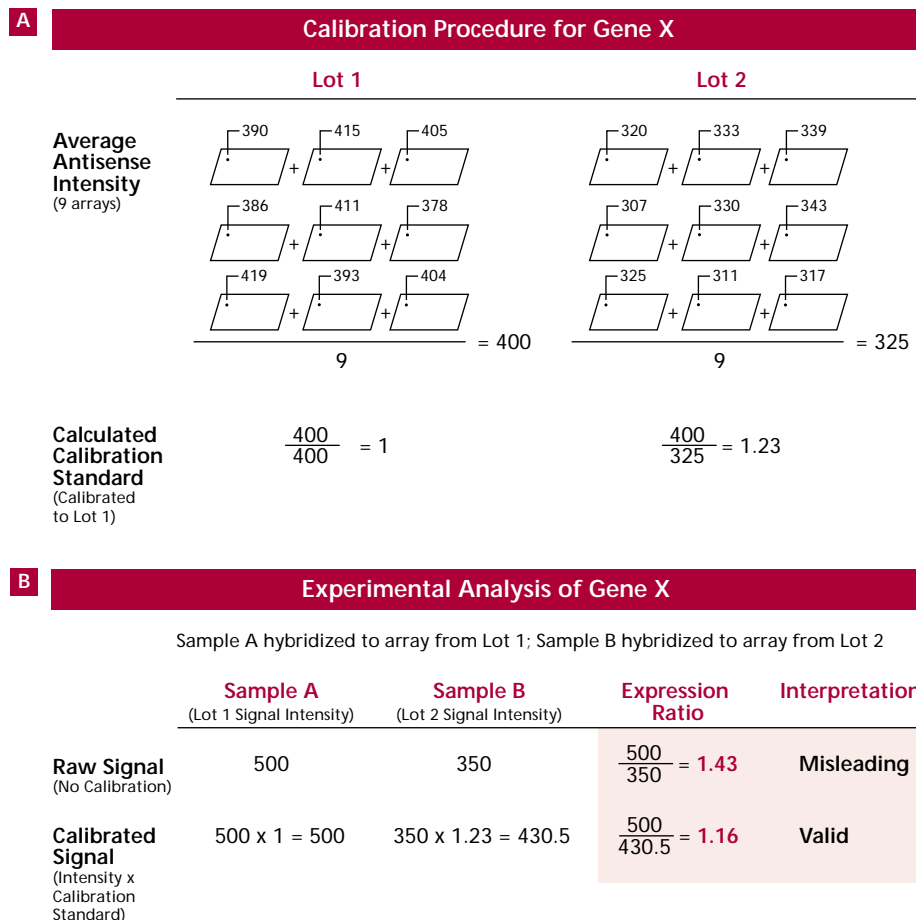 A
Calibration Procedure for Gene X
Lot 1
Lot 2
Average
Antisense
Intensity
(9 arrays)
390 415 405
+ +
386 411 378
+ +
419 393 404
+ +
9
= 400
320 333 339
+ +
307 330 343
+ +
325 311 317
+ +
9
= 325
Calculated
Calibration
Standard
(Calibrated
to Lot 1)
400
400
= 1
400
325
= 1.23
B
Experimental Analysis of Gene X
Sample A hybridized to array from Lot 1; Sample B hybridized to array from Lot 2
Sample A
(Lot 1 Signal Intensity)
Sample B
(Lot 2 Signal Intensity)
Expression
Ratio
Interpretation
Raw Signal
(No Calibration)
500
350
500
350
= 1.43
Misleading
Calibrated
Signal
(Intensity x
Calibration
Standard)
500 x 1 = 500
350 x 1.23 = 430.5
500
430.5
= 1.16
Valid